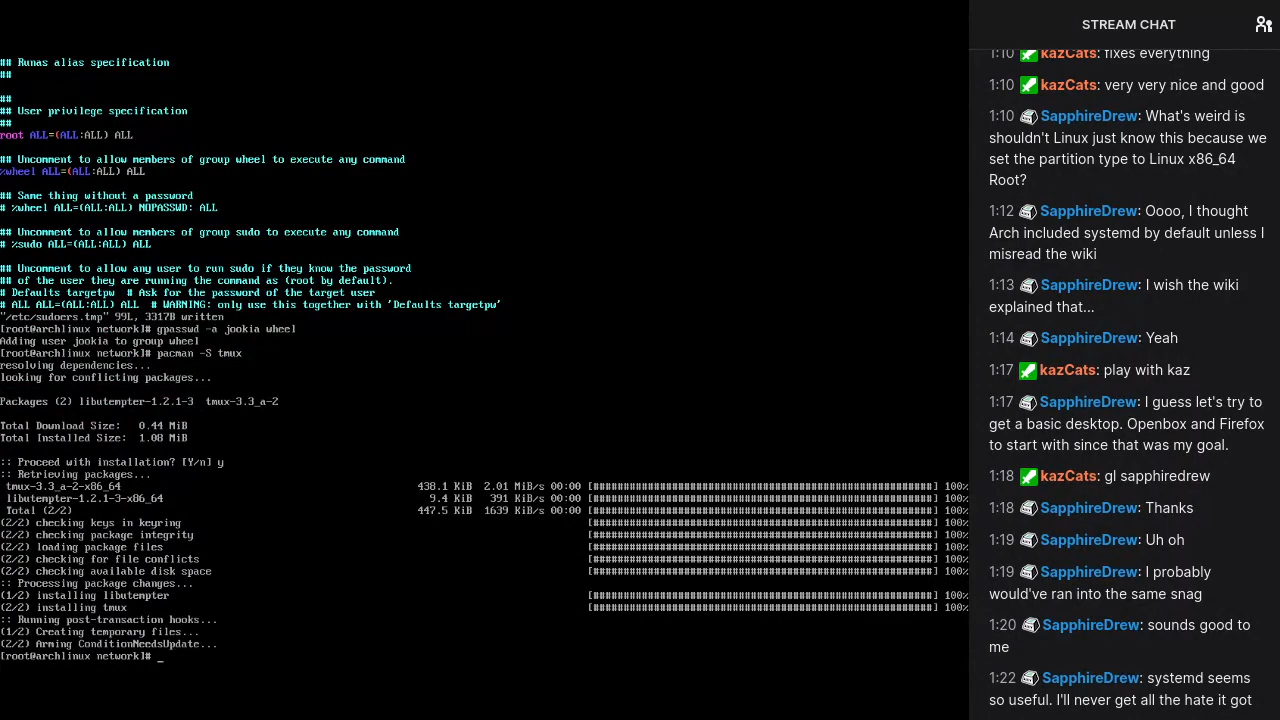 ## Runas alias specification
##
##
## User privilege specification
##
root ALL=(ALL:ALL) ALL
## Uncomment to allow members of group wheel to execute any command
%wheel ALL=(ALL:ALL) ALL
## Same thing without a password
# %wheel ALL=(ALL:ALL) NOPASSWD: ALL
## Uncomment to allow members of group sudo to execute any command
# %sudo ALL=(ALL:ALL) ALL
## Uncomment to allow any user to run sudo if they know the password
## of the user they are running the command as (root by default).
# Defaults targetpw  # Ask for the password of the target user
# ALL ALL=(ALL:ALL) ALL  # WARNING: only use this together with 'Defaults targetpw'
"/etc/sudoers.tmp" 99L, 3317B written
[root@archlinux network]# gpasswd -a jookia wheel
Adding user jookia to group wheel
[root@archlinux network]# pacman -S tmux
resolving dependencies...
looking for conflicting packages...
Packages (2) libutempter-1.2.1-3  tmux-3.3_a-2
Total Download Size:   0.44 MiB
Total Installed Size:  1.08 MiB
:: Proceed with installation? [Y/n] y
:: Retrieving packages...
tmux-3.3_a-2-x86_64 438.1 KiB  2.01 MiB/s 00:00 [######################################################] 100%
libutempter-1.2.1-3-x86_64 9.4 KiB   391 KiB/s 00:00 [######################################################] 100%
Total (2/2) 447.5 KiB  1639 KiB/s 00:00 [######################################################] 100%
(2/2) checking keys in keyring [######################################################] 100%
(2/2) checking package integrity [######################################################] 100%
(2/2) loading package files [######################################################] 100%
(2/2) checking for file conflicts [######################################################] 100%
(2/2) checking available disk space [######################################################] 100%
:: Processing package changes...
(1/2) installing libutempter [######################################################] 100%
(2/2) installing tmux [######################################################] 100%
:: Running post-transaction hooks...
(1/2) Creating temporary files...
(2/2) Arming ConditionNeedsUpdate...
[root@archlinux network]# _
STREAM CHAT
1:10 kazCats: fixes everything
1:10 kazCats: very very nice and good
1:10 SapphireDrew: What's weird is
shouldn't Linux just know this because we
set the partition type to Linux x86_64
Root?
1:12 SapphireDrew: Oooo, I thought
Arch included systemd by default unless I
misread the wiki
1:13 SapphireDrew: I wish the wiki
explained that...
1:14 SapphireDrew: Yeah
1:17 kazCats: play with kaz
1:17 SapphireDrew: I guess let's try to
get a basic desktop. Openbox and Firefox
to start with since that was my goal.
1:18 kazCats: gl sapphiredrew
1:18 SapphireDrew: Thanks
1:19 SapphireDrew: Uh oh
1:19 SapphireDrew: I probably
would've ran into the same snag
1:20 SapphireDrew: sounds good to
me
1:22 SapphireDrew: systemd seems
so useful. I'll never get all the hate it got